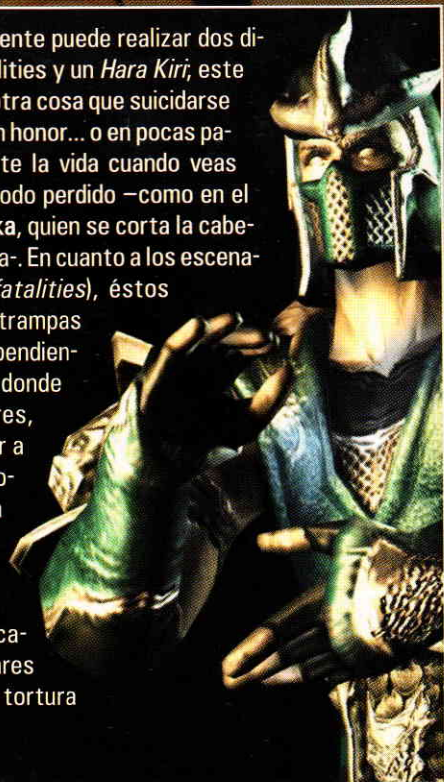 ente puede realizar dos di-
lities y un Hara Kiri; este
otra cosa que suicidarse
n honor... o en pocas pa-
te la vida cuando veas
odo perdido –como en el
ka, quien se corta la cabe-
a-. En cuanto a los escena-
fatalities), éstos
trampas
pendien-
donde
res,
r a
o-
a
ca-
ares
tortura